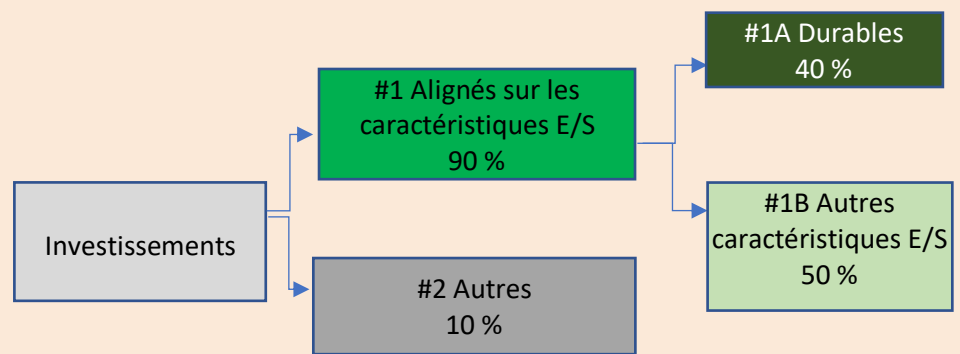 #1A Durables
40 %
#1 Alignés sur les
caractéristiques E/S
90 %
Investissements
#1B Autres
caractéristiques E/S
50 %
#2 Autres
10 %